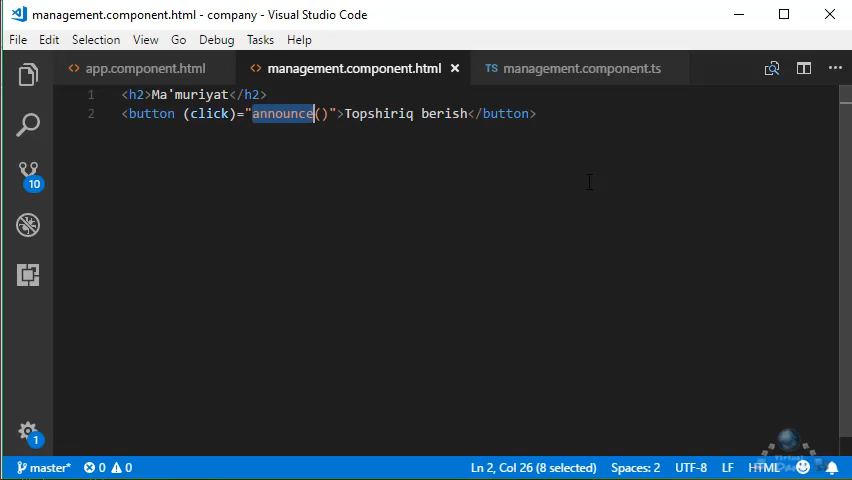 management.component.html - company - Visual Studio Code
File Edit Selection View Go Debug Tasks Help
app.component.html management.component.html TS management.component.ts
1 <h2>Ma'muriyat</h2>
2 <button (click)="announce()">Topshiriq berish</button>
10
1
master* 0 0 Ln 2, Col 26 (8 selected) Spaces: 2 UTF-8 LF HTML